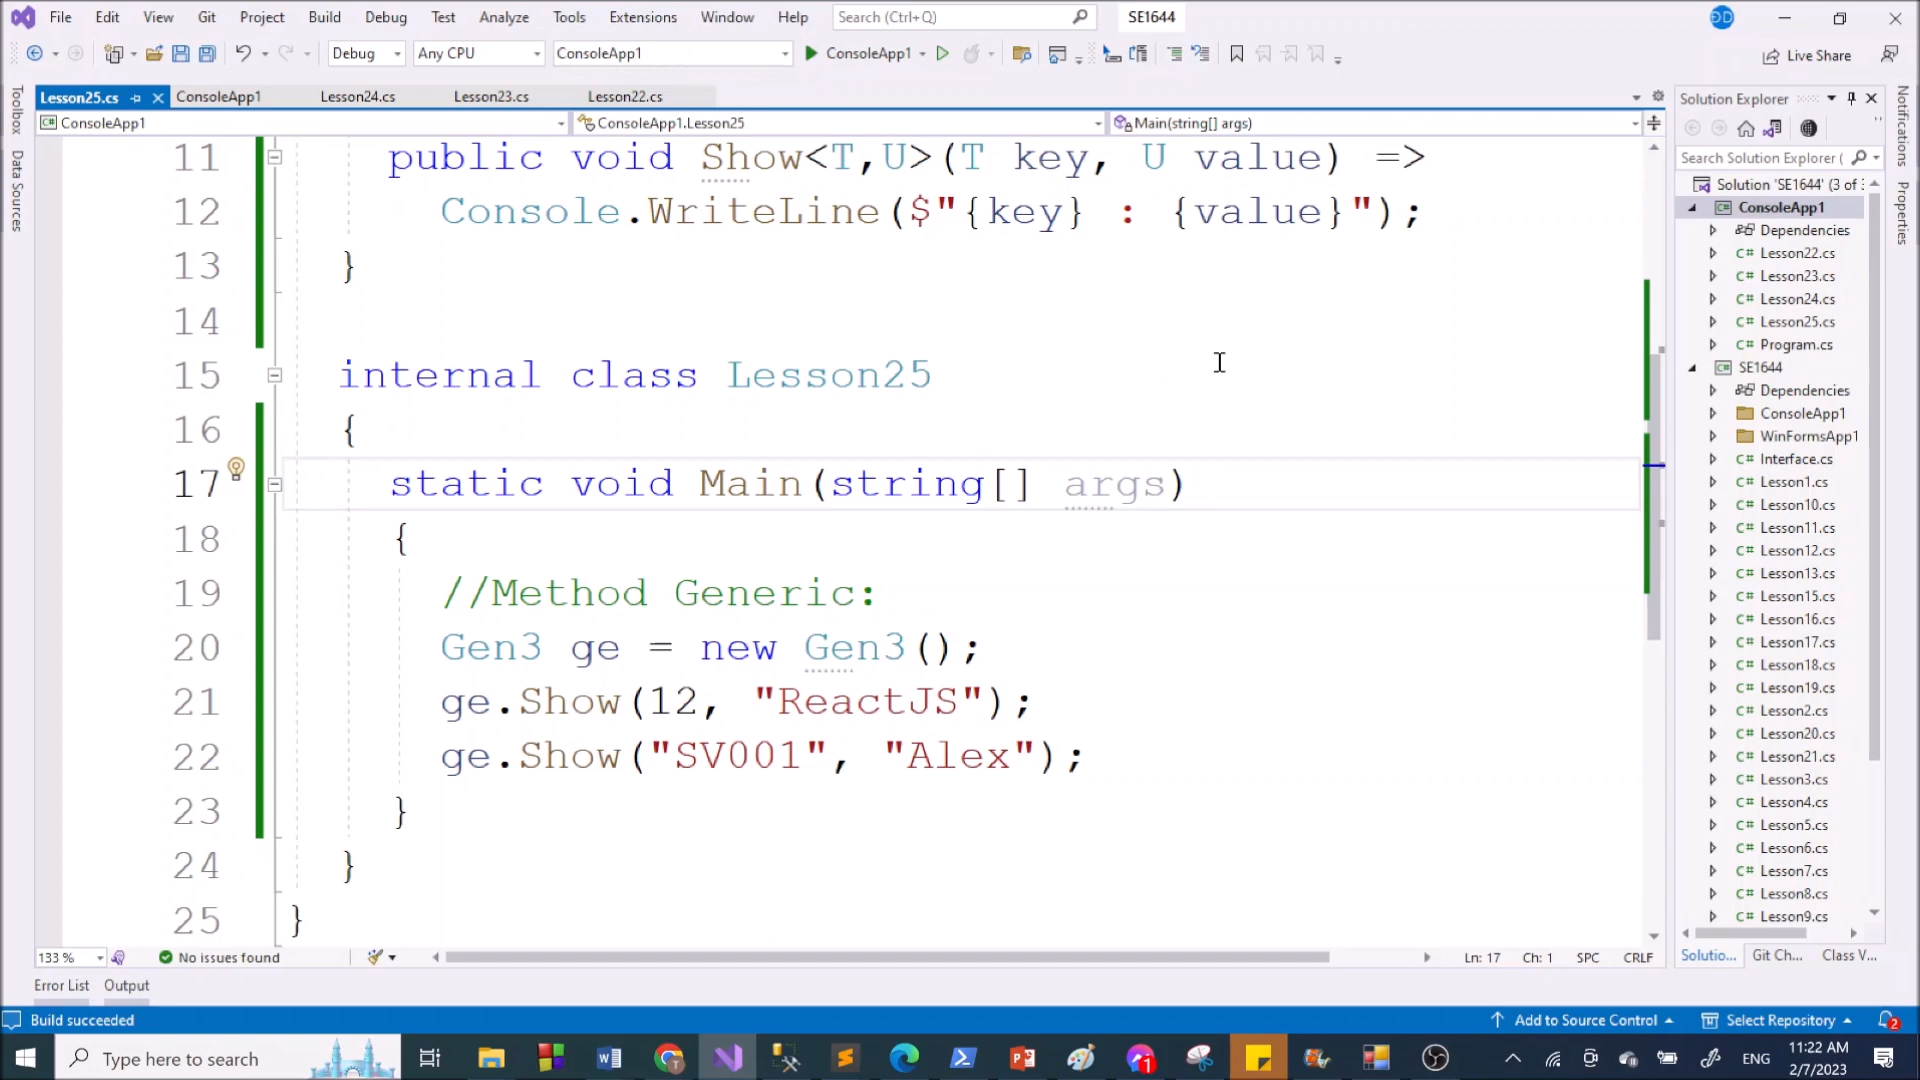 File Edit View Git Project Build Debug Test Analyze Tools Extensions Window Help Search (Ctrl+Q) SE1644 ĐD
Debug Any CPU ConsoleApp1 ConsoleApp1 Live Share
Lesson25.cs ConsoleApp1 Lesson24.cs Lesson23.cs Lesson22.cs
ConsoleApp1 ConsoleApp1.Lesson25 Main(string[] args)
Toolbox
Data Sources
11 public void Show<T,U>(T key, U value) =>
12 Console.WriteLine($"{key} : {value}");
13 }
14
15 internal class Lesson25
16 {
17 static void Main(string[] args)
18 {
19 //Method Generic:
20 Gen3 ge = new Gen3();
21 ge.Show(12, "ReactJS");
22 ge.Show("SV001", "Alex");
23 }
24 }
25 }
133 % No issues found Ln: 17 Ch: 1 SPC CRLF
Error List Output
Solution Explorer
Search Solution Explorer (
Solution 'SE1644' (3 of :
C# ConsoleApp1
Dependencies
C# Lesson22.cs
C# Lesson23.cs
C# Lesson24.cs
C# Lesson25.cs
C# Program.cs
C# SE1644
Dependencies
ConsoleApp1
WinFormsApp1
C# Interface.cs
C# Lesson1.cs
C# Lesson10.cs
C# Lesson11.cs
C# Lesson12.cs
C# Lesson13.cs
C# Lesson15.cs
C# Lesson16.cs
C# Lesson17.cs
C# Lesson18.cs
C# Lesson19.cs
C# Lesson2.cs
C# Lesson20.cs
C# Lesson21.cs
C# Lesson3.cs
C# Lesson4.cs
C# Lesson5.cs
C# Lesson6.cs
C# Lesson7.cs
C# Lesson8.cs
C# Lesson9.cs
Solutio... Git Ch... Class V...
Notifications
Properties
Build succeeded Add to Source Control Select Repository 2
Type here to search 1 ENG 11:22 AM
2/7/2023